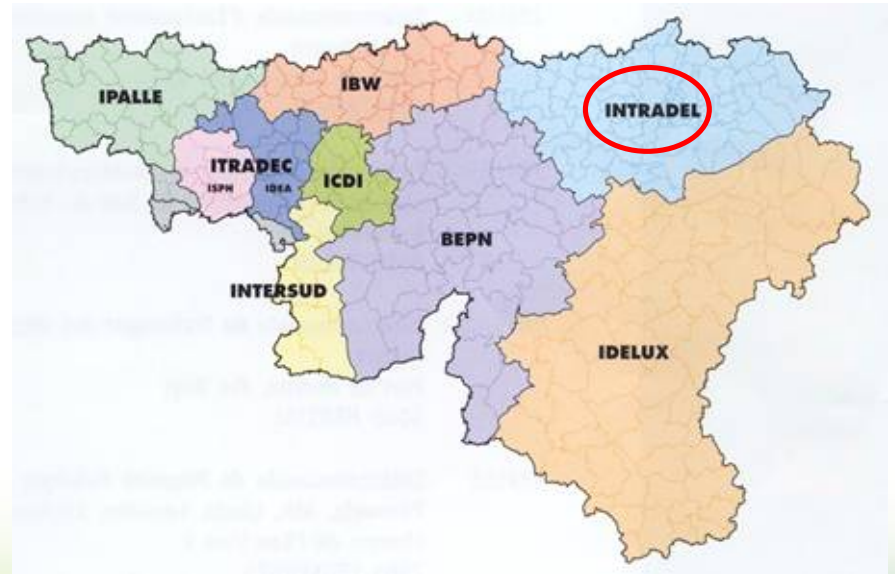 IPALLE
IBW
INTRADEL
ITRADEC
ISPH
IDEA
ICDI
BEPN
INTERSUD
IDELUX